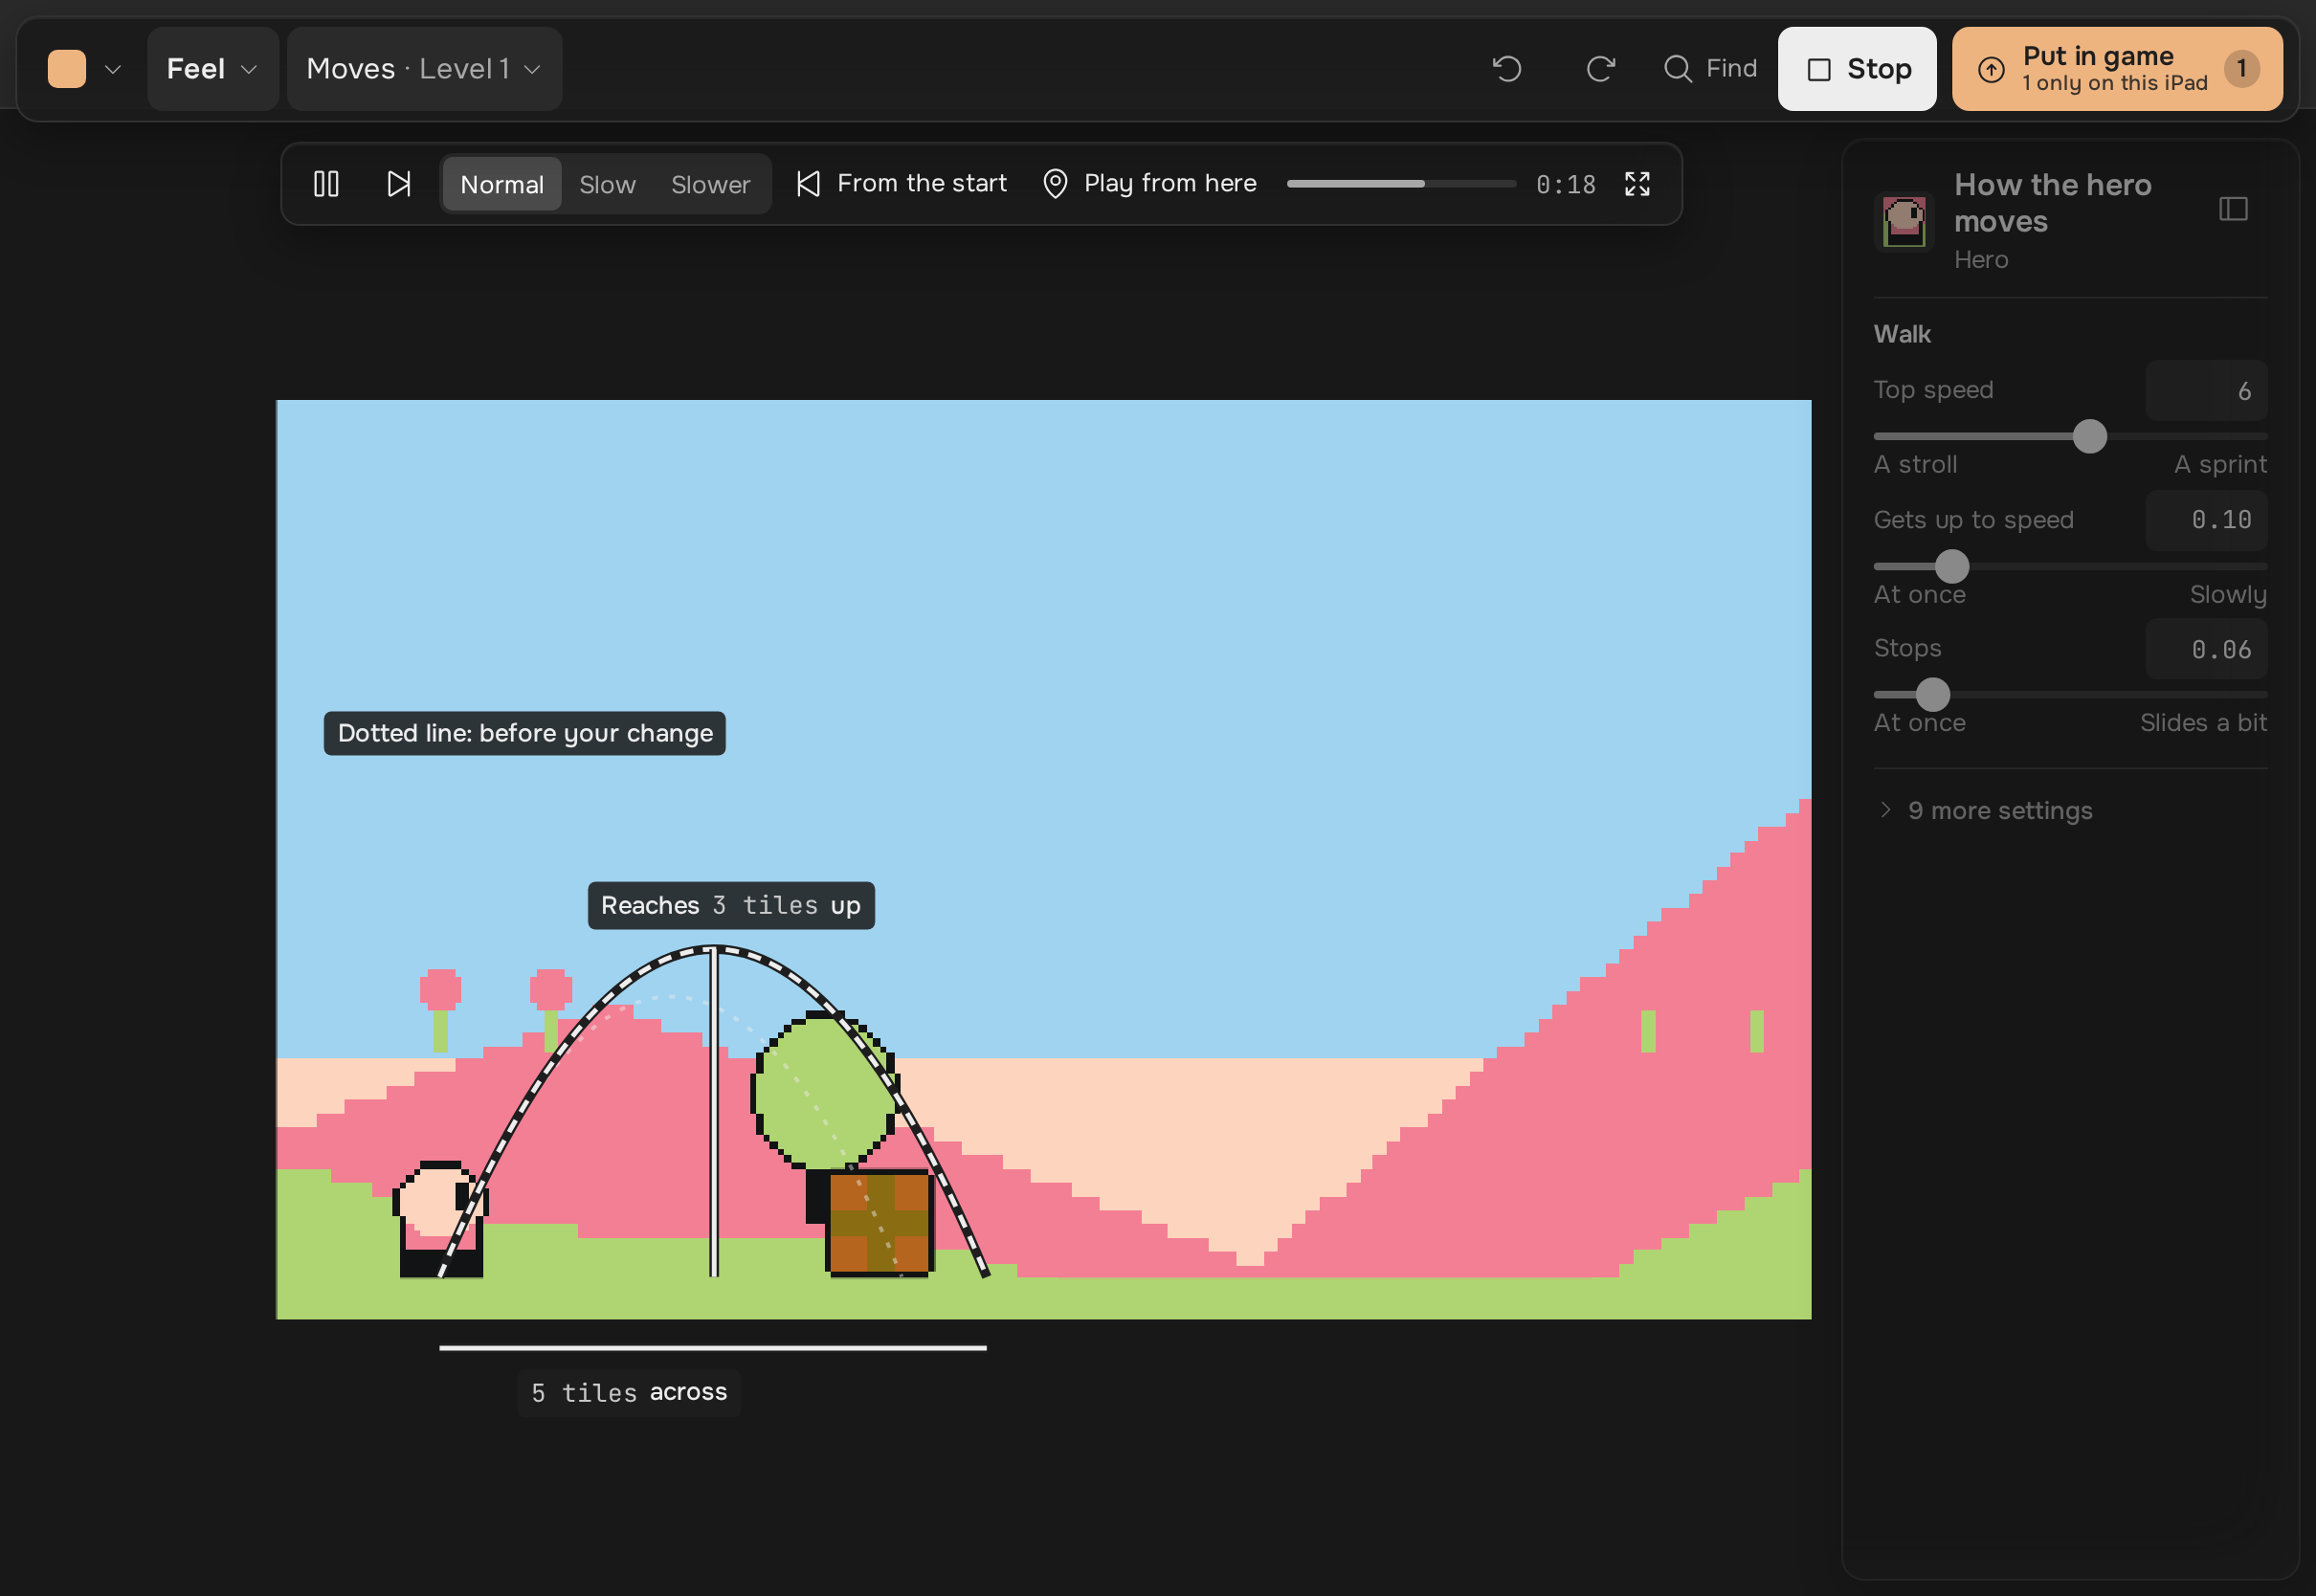 Feel
Moves · Level 1
Find
Stop
Put in game
1 only on this iPad
1
Normal
Slow
Slower
From the start
Play from here
0:18
How the hero
moves
Hero
Walk
Top speed
6
A stroll
A sprint
Gets up to speed
0.10
At once
Slowly
Stops
0.06
At once
Slides a bit
9 more settings
Dotted line: before your change
Reaches 3 tiles up
5 tiles across